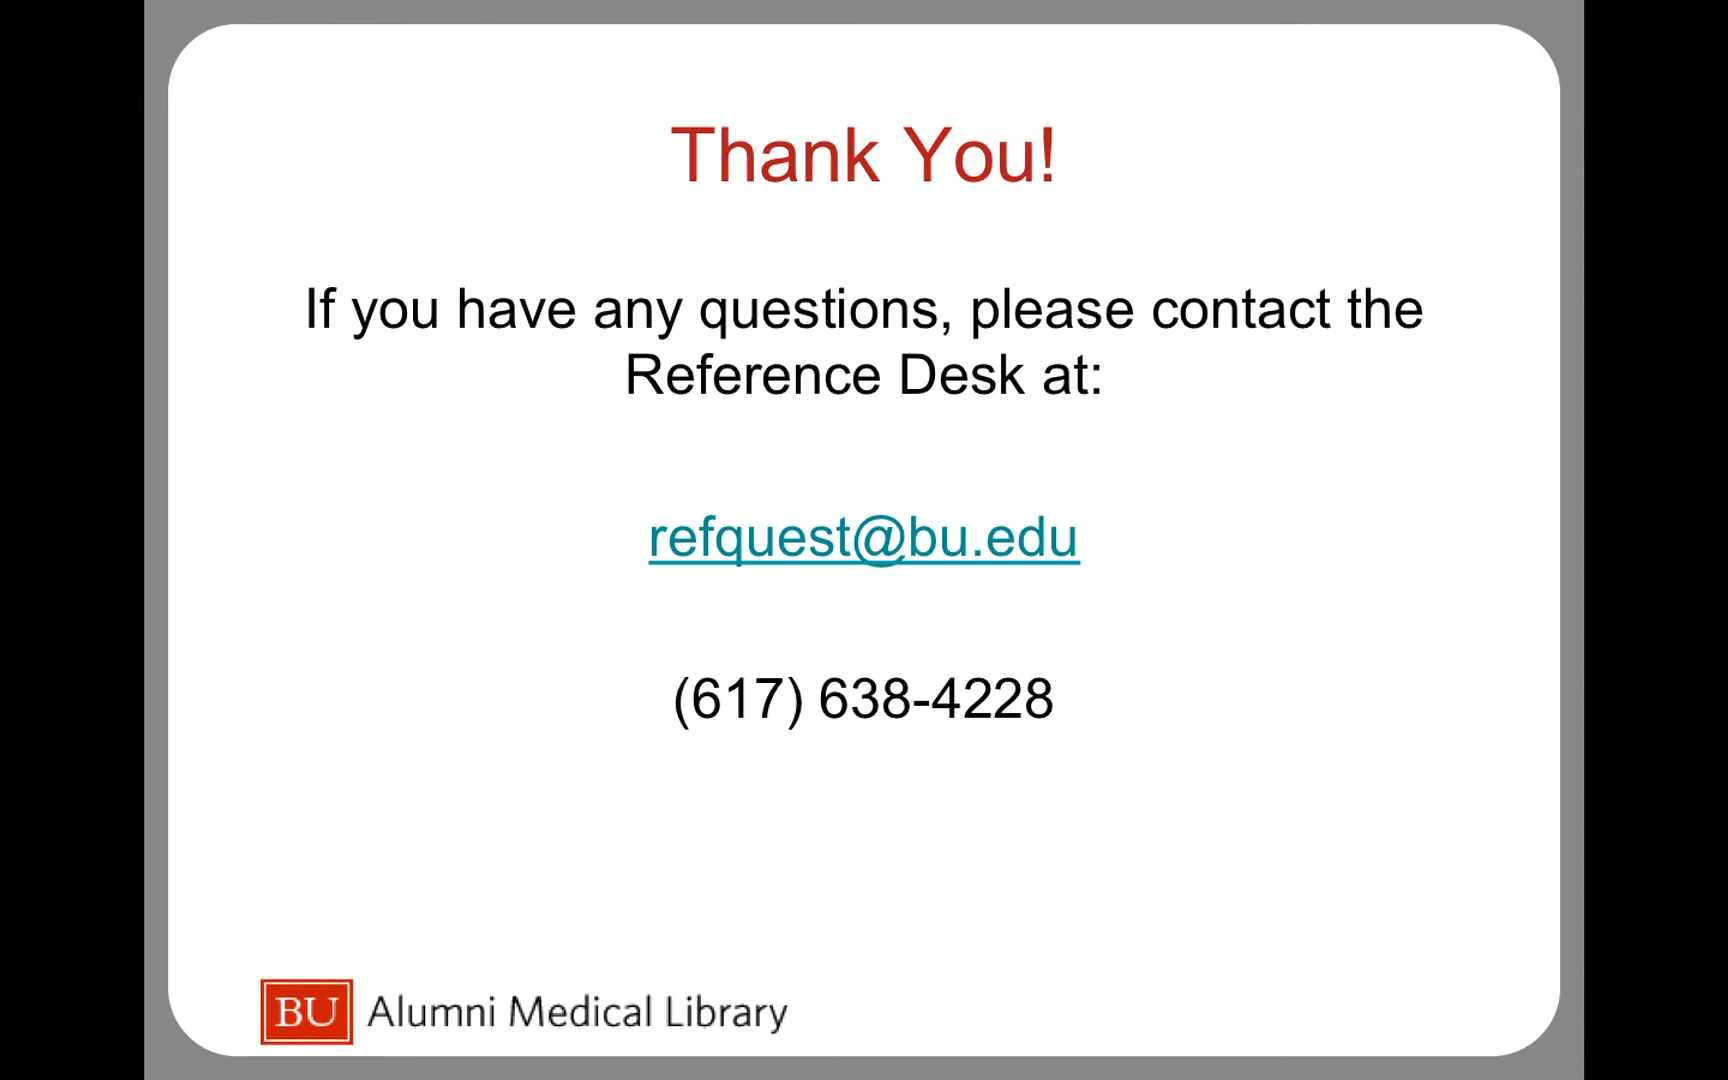 Thank You!
If you have any questions, please contact the
Reference Desk at:
refquest@bu.edu
(617) 638-4228
BU Alumni Medical Library